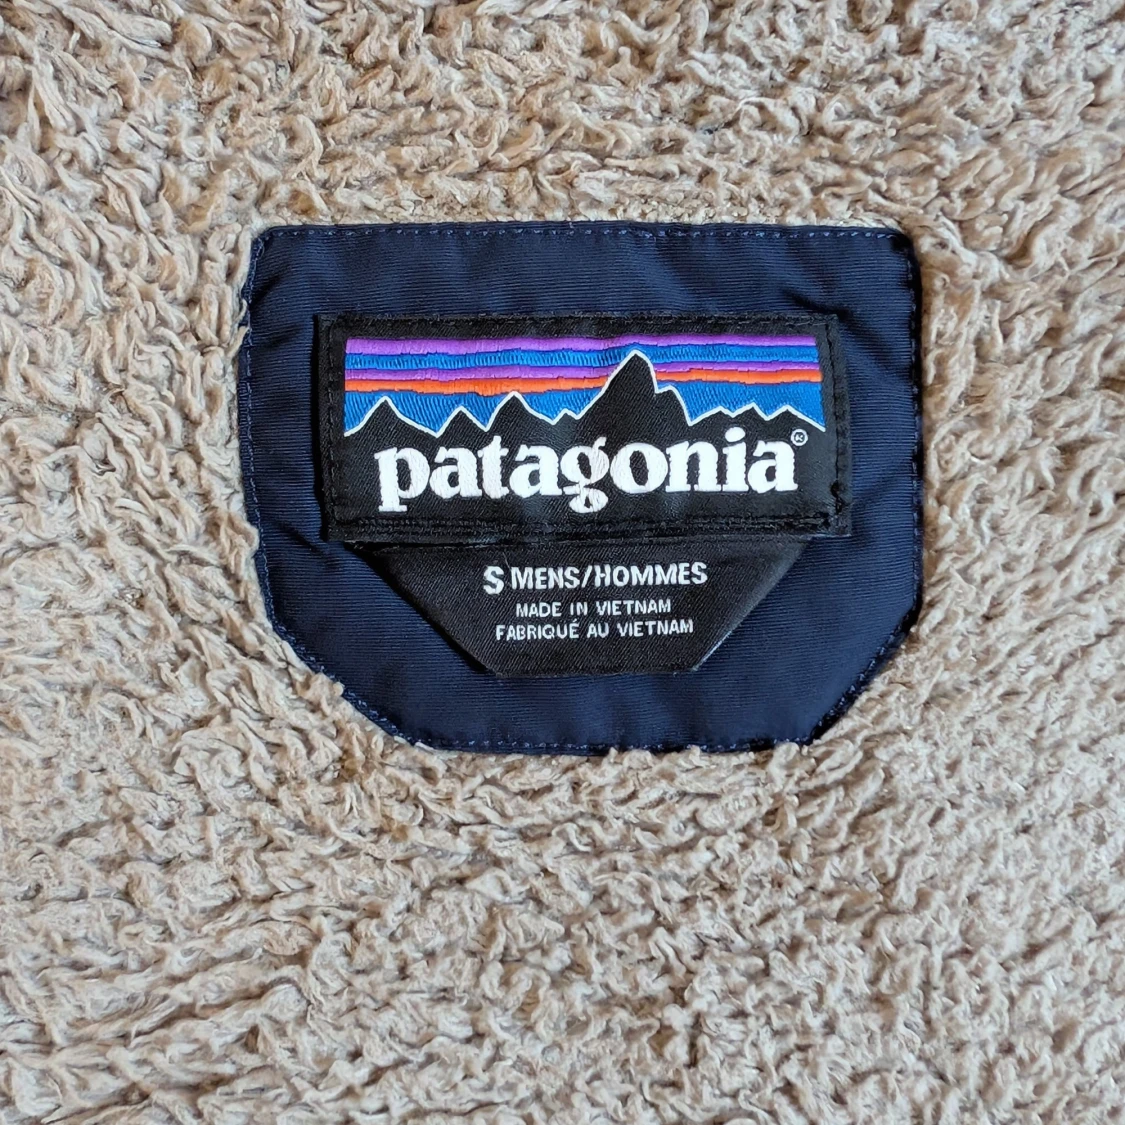 patagonia®
S MENS/HOMMES
MADE IN VIETNAM
FABRIQUÉ AU VIETNAM